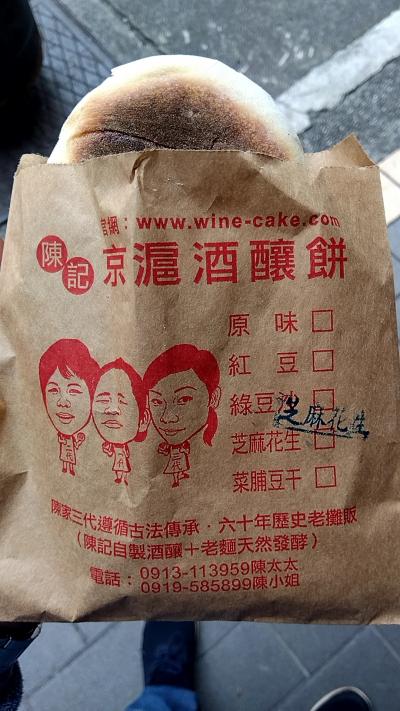 官網：www.wine-cake.com
陳記 京滬酒釀餅
原味 □
紅豆 □
綠豆沙 □
芝麻花生
芝麻花生 □
菜脯豆干 □
陳家三代遵循古法傳承．六十年歷史老攤販
（陳記自製酒釀＋老麵天然發酵）
電話：0913-113959陳太太
0919-585899陳小姐